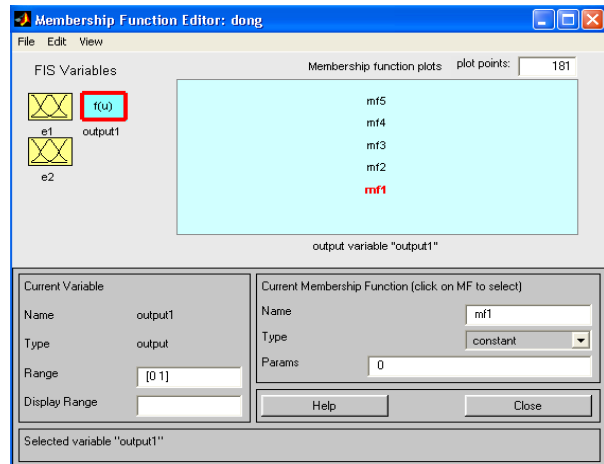 Membership Function Editor: dong
File Edit View
FIS Variables
f(u)
e1 output1
e2
Membership function plots plot points: 181
mf5
mf4
mf3
mf2
mf1
output variable "output1"
Current Variable
Name output1
Type output
Range [0 1]
Display Range
Current Membership Function (click on MF to select)
Name mf1
Type constant
Params 0
Help Close
Selected variable "output1"